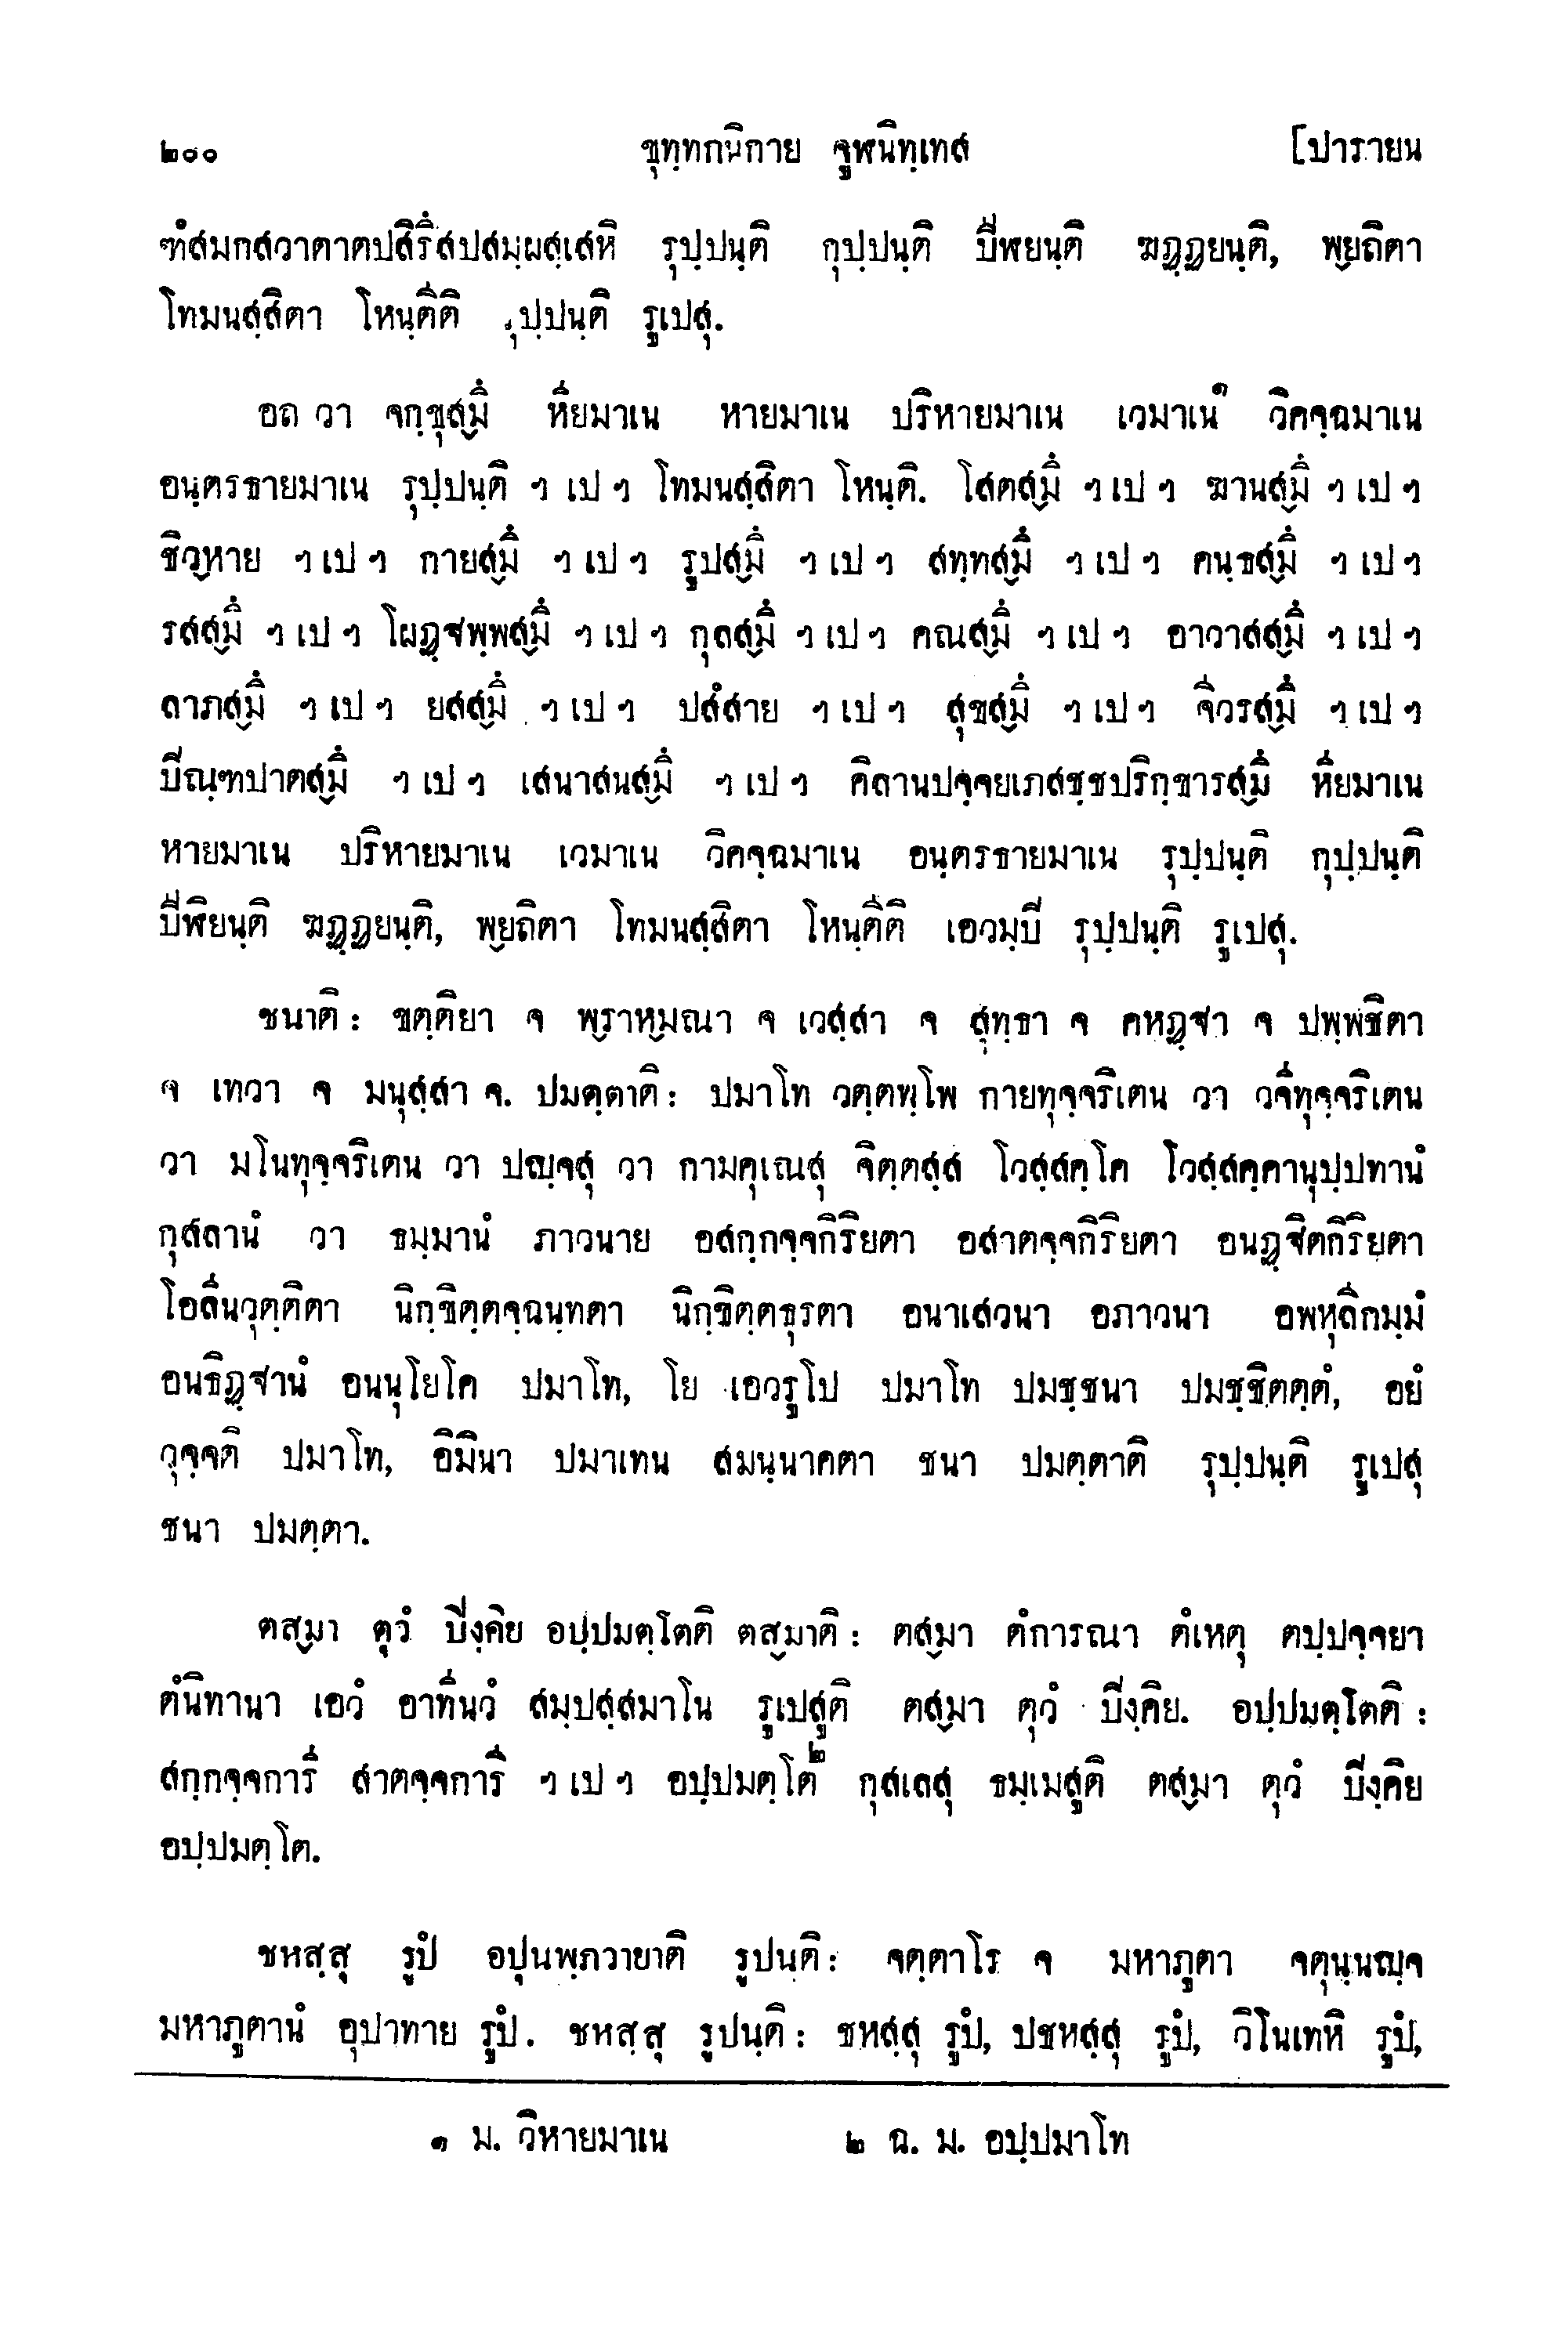 ๒๐๐ ขุทฺทกนิกาย จูฬนิทฺเทส [ปารายน
ฑํสมกสวาตาตปสิรึสปสมฺผสฺเสหิ รุปฺปนฺติ กุปฺปนฺติ ปีฬยนฺติ ฆฏฺฏยนฺติ, พฺยถิตา
โทมนสฺสิตา โหนฺตีติ ุปฺปนฺติ รูเปสุ.
อถ วา จกฺขุสฺมึ หียมาเน หายมาเน ปริหายมาเน เวมาเน๑ วิคจฺฉมาเน
อนฺตรธายมาเน รุปฺปนฺติ ฯ เป ฯ โทมนสฺสิตา โหนฺติ. โสตสฺมึ ฯ เป ฯ ฆานสฺมึ ฯ เป ฯ
ชิวฺหาย ฯ เป ฯ กายสฺมึ ฯ เป ฯ รูปสฺมึ ฯ เป ฯ สทฺทสฺมึ ฯ เป ฯ คนฺธสฺมึ ฯ เป ฯ
รสสฺมึ ฯ เป ฯ โผฏฺฐพฺพสฺมึ ฯ เป ฯ กุลสฺมึ ฯ เป ฯ คณสฺมึ ฯ เป ฯ อาวาสสฺมึ ฯ เป ฯ
ลาภสฺมึ ฯ เป ฯ ยสสฺมึ ฯ เป ฯ ปสํสาย ฯ เป ฯ สุขสฺมึ ฯ เป ฯ จีวรสฺมึ ฯ เป ฯ
ปิณฺฑปาตสฺมึ ฯ เป ฯ เสนาสนสฺมึ ฯ เป ฯ คิลานปจฺจยเภสชฺชปริกฺขารสฺมึ หียมาเน
หายมาเน ปริหายมาเน เวมาเน วิคจฺฉมาเน อนฺตรธายมาเน รุปฺปนฺติ กุปฺปนฺติ
ปีฬิยนฺติ ฆฏฺฏยนฺติ, พฺยถิตา โทมนสฺสิตา โหนฺตีติ เอวมฺปิ รุปฺปนฺติ รูเปสุ.
ชนาติ : ขตฺติยา จ พฺราหฺมณา จ เวสฺสา จ สุทฺธา จ คหฏฺฐา จ ปพฺพชิตา
จ เทวา จ มนุสฺสา จ. ปมตฺตาติ : ปมาโท วตฺตพฺโพ กายทุจฺจริเตน วา วจีทุจฺจริเตน
วา มโนทุจฺจริเตน วา ปญฺจสุ วา กามคุเณสุ จิตฺตสฺส โวสฺสคฺโค โวสฺสคฺคานุปฺปทานํ
กุสลานํ วา ธมฺมานํ ภาวนาย อสกฺกจฺจกิริยตา อสาตจฺจกิริยตา อนฏฺฐิตกิริยตา
โอลีนวุตฺติตา นิกฺขิตฺตจฺฉนฺทตา นิกฺขิตฺตธุรตา อนาเสวนา อภาวนา อพหุลีกมฺมํ
อนธิฏฺฐานํ อนนุโยโค ปมาโท, โย เอวรูโป ปมาโท ปมชฺชนา ปมชฺชิตตฺตํ, อยํ
วุจฺจติ ปมาโท, อิมินา ปมาเทน สมนฺนาคตา ชนา ปมตฺตาติ รุปฺปนฺติ รูเปสุ
ชนา ปมตฺตา.
ตสฺมา ตุวํ ปิงฺคิย อปฺปมตฺโตติ ตสฺมาติ : ตสฺมา ตํการณา ตํเหตุ ตปฺปจฺจยา
ตํนิทานา เอวํ อาทีนวํ สมฺปสฺสมาโน รูเปสูติ ตสฺมา ตุวํ ปิงฺคิย. อปฺปมตฺโตติ :
สกฺกจฺจการี สาตจฺจการี ฯ เป ฯ อปฺปมตฺโต๒ กุสเลสุ ธมฺเมสูติ ตสฺมา ตุวํ ปิงฺคิย
อปฺปมตฺโต.
ชหสฺสุ รูปํ อปุนพฺภวายาติ รูปนฺติ : จตฺตาโร จ มหาภูตา จตุนฺนญฺจ
มหาภูตานํ อุปาทาย รูปํ. ชหสฺสุ รูปนฺติ : ชหสฺสุ รูปํ, ปชหสฺสุ รูปํ, วิโนเทหิ รูปํ,
๑ ม. วิหายมาเน ๒ ฉ. ม. อปฺปมาโท